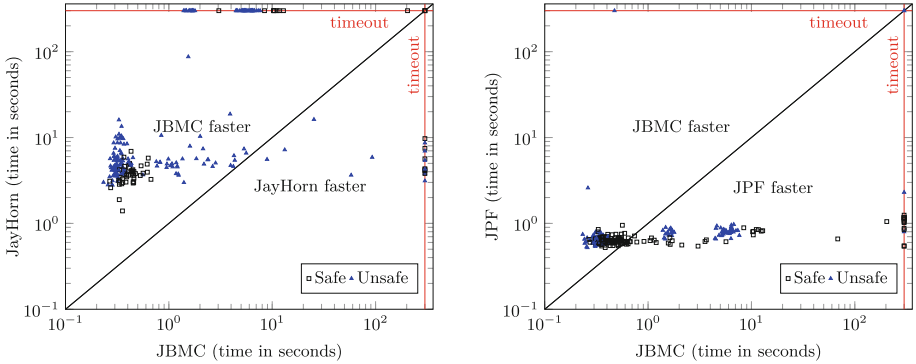 timeout
timeout
10^2
10^1
10^0
10^−1
JayHorn (time in seconds)
JBMC faster
JayHorn faster
Safe Unsafe
10^−1 10^0 10^1 10^2
JBMC (time in seconds)
timeout
timeout
10^2
10^1
10^0
10^−1
JPF (time in seconds)
JBMC faster
JPF faster
Safe Unsafe
10^−1 10^0 10^1 10^2
JBMC (time in seconds)